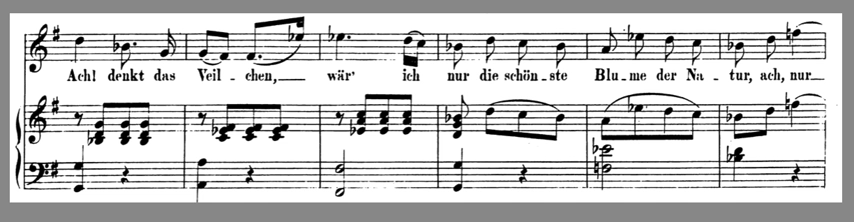 Ach! denkt das Veil - chen, wär' ich nur die schön - ste Blu - me der Na - tur, ach, nur